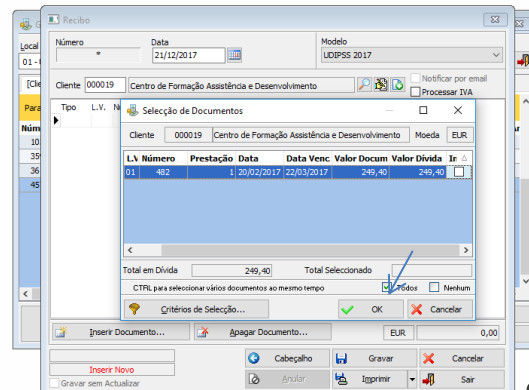 Recibo
Número
Data
Modelo
*
21/12/2017
UDIPSS 2017
Local
01 -
Cliente
000019
Centro de Formação Assistência e Desenvolvimento
Notificar por email
Processar IVA
[Clie
Para
Tipo
L.V.
Selecção de Documentos
Cliente
000019
Centro de Formação Assistência e Desenvolvimento
Moeda
EUR
L.V Número Prestação Data Data Venc Valor Docum Valor Dívida
01 482 1 20/02/2017 22/03/2017 249,40 249,40
Total em Dívida
249,40
Total Seleccionado
CTRL para seleccionar vários documentos ao mesmo tempo
Todos
Nenhum
Critérios de Selecção...
OK
Cancelar
Inserir Documento...
Apagar Documento...
EUR
0,00
Inserir Novo
Gravar sem Actualizar
Cabeçalho
Gravar
Cancelar
Anular
Imprimir
Sair